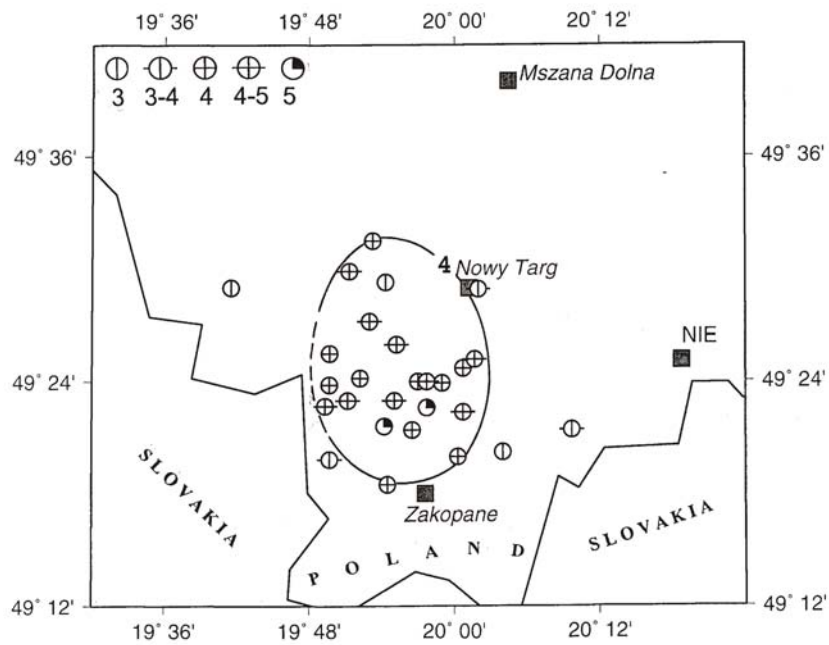 19° 36' 19° 48' 20° 00' 20° 12'
3 3-4 4 4-5 5
Mszana Dolna
49° 36' 49° 36'
4 Nowy Targ
NIE
49° 24' 49° 24'
SLOVAKIA
SLOVAKIA
Zakopane
POLAND
49° 12' 49° 12'
19° 36' 19° 48' 20° 00' 20° 12'